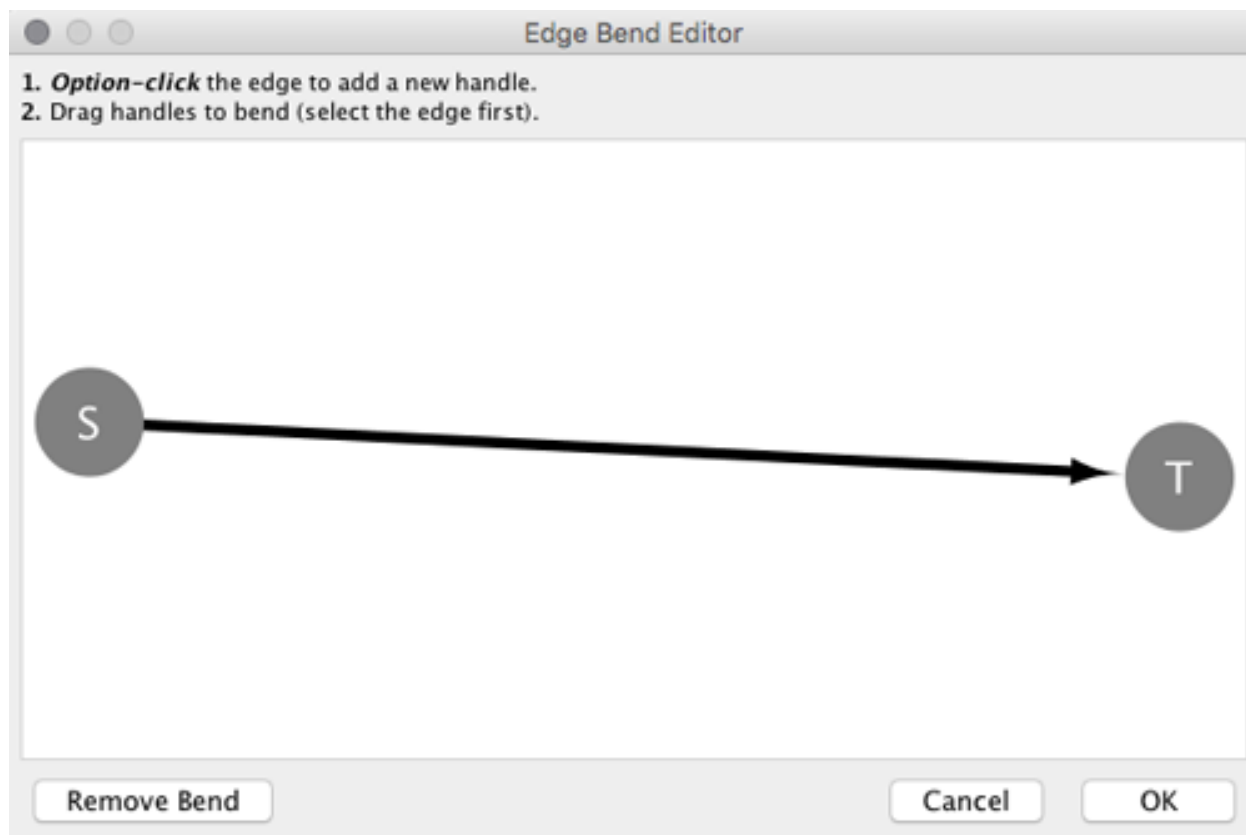 Edge Bend Editor
1. Option-click the edge to add a new handle.
2. Drag handles to bend (select the edge first).
S
T
Remove Bend
Cancel
OK